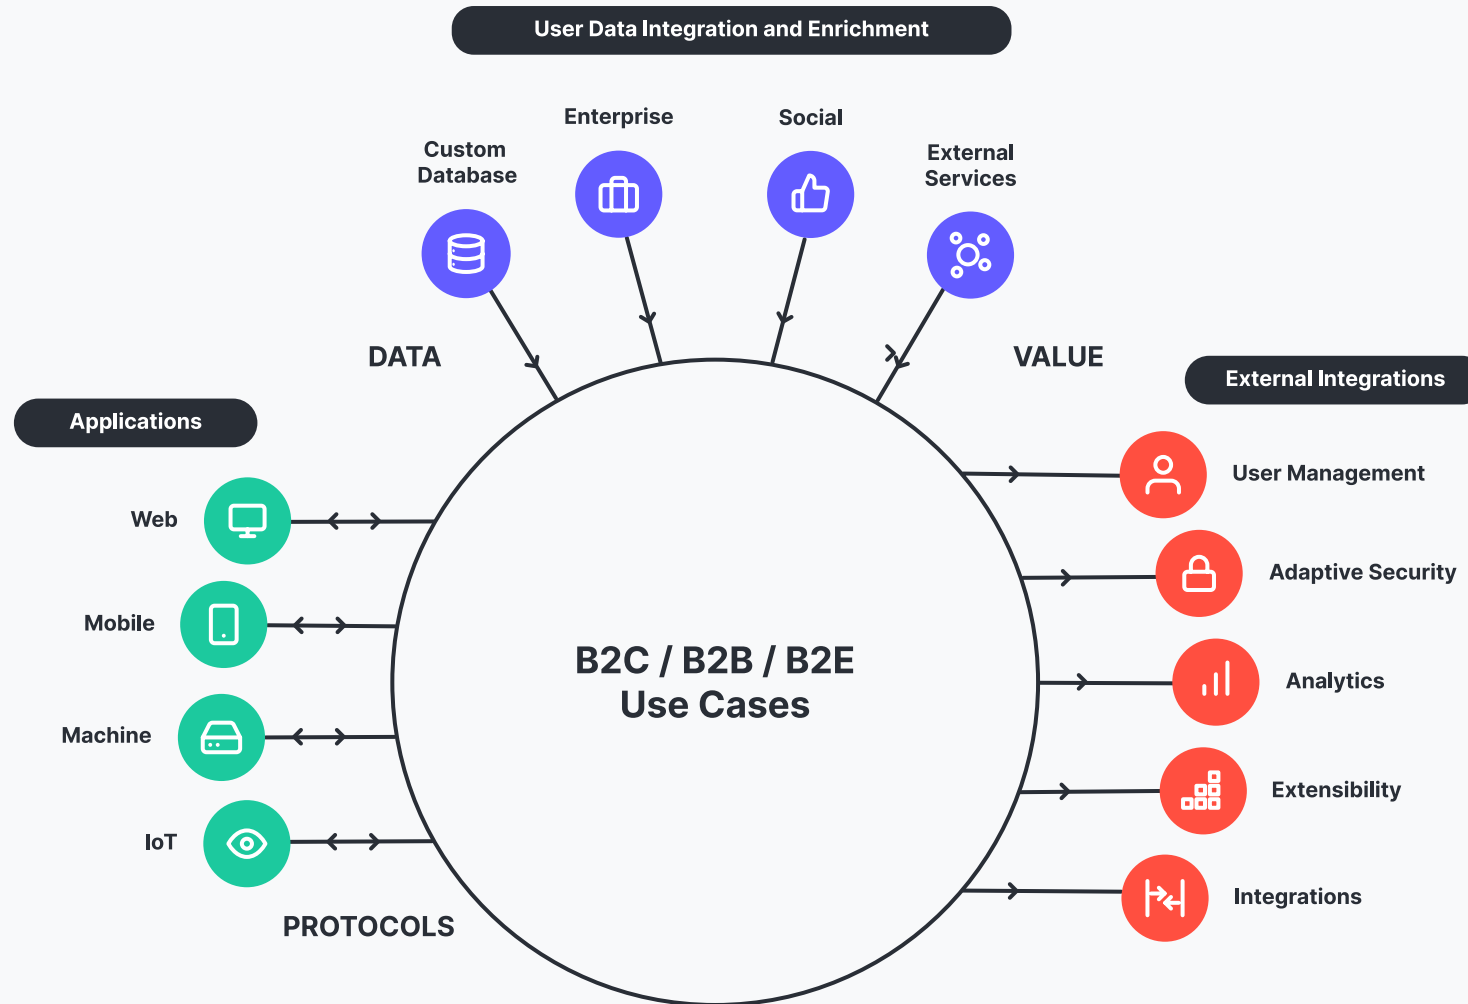 User Data Integration and Enrichment
Enterprise
Social
Custom
Database
External
Services
DATA
VALUE
External Integrations
Applications
User Management
Web
Adaptive Security
Mobile
B2C / B2B / B2E
Use Cases
Analytics
Machine
Extensibility
IoT
Integrations
PROTOCOLS